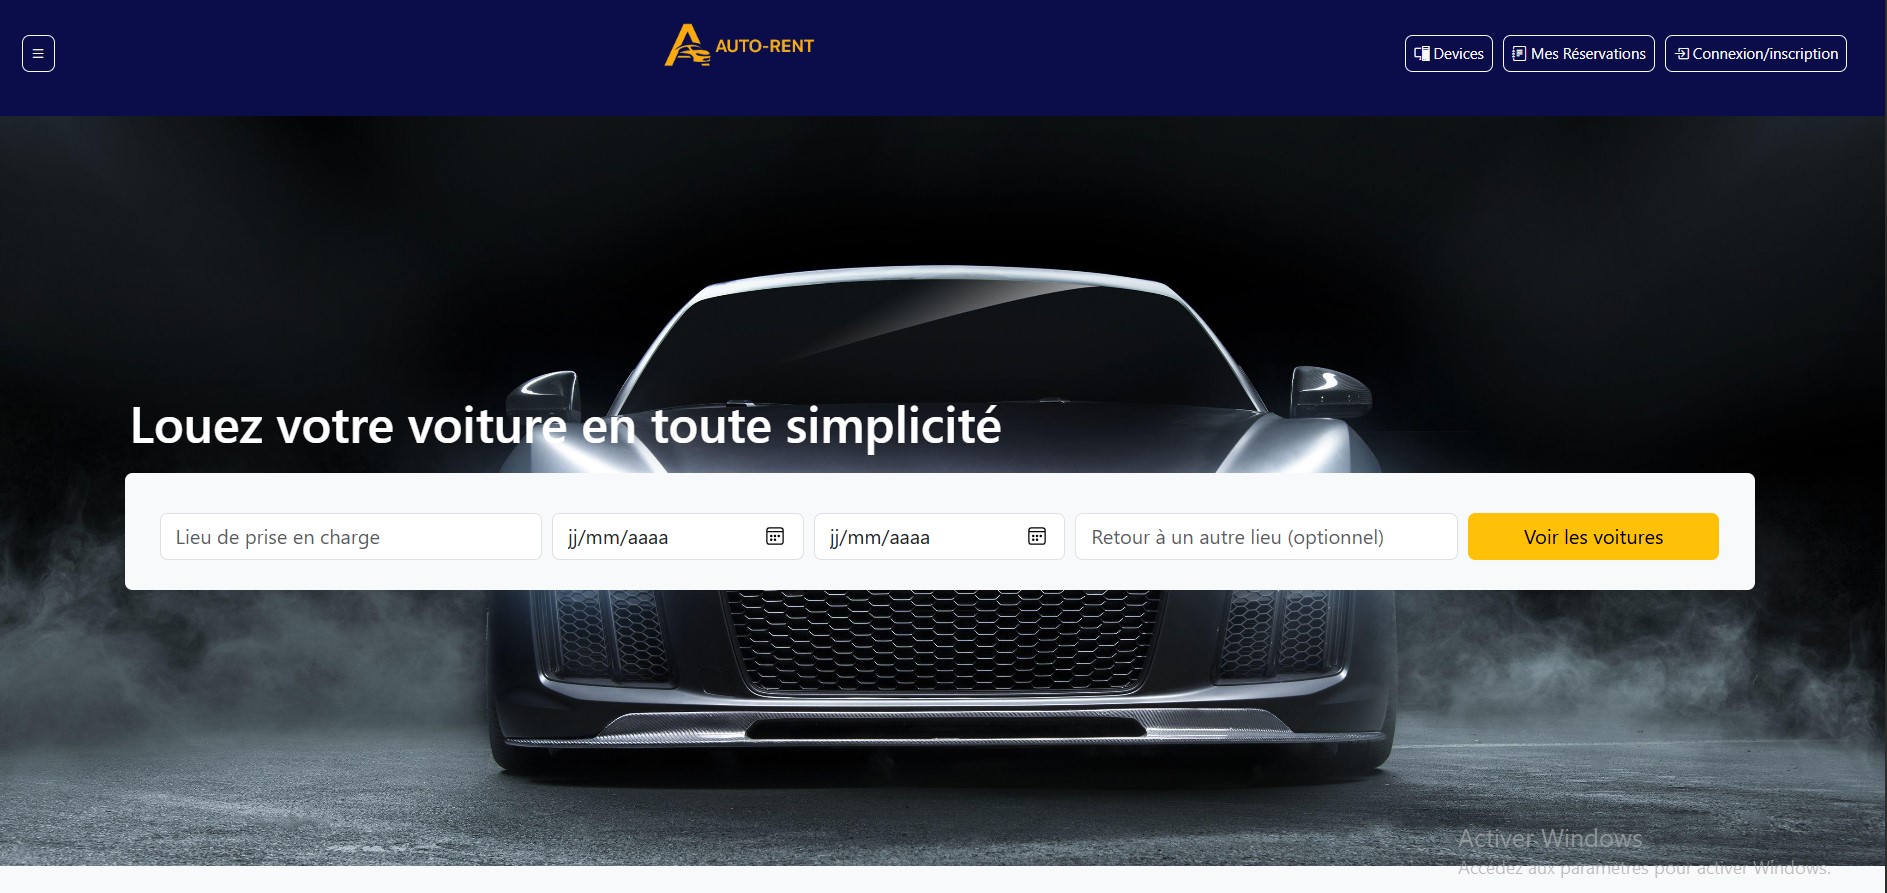 AUTO-RENT
Devices
Mes Réservations
Connexion/inscription
Louez votre voiture en toute simplicité
Lieu de prise en charge
jj/mm/aaaa
jj/mm/aaaa
Retour à un autre lieu (optionnel)
Voir les voitures
Activer Windows
Accédez aux paramètres pour activer Windows.